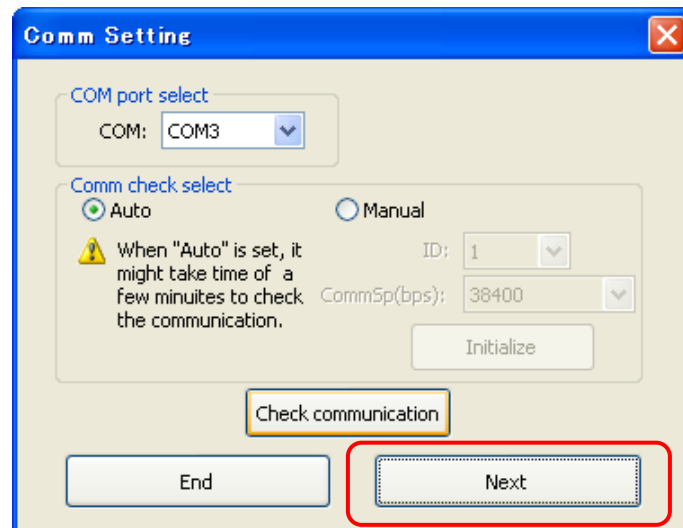 Comm Setting
COM port select
COM: COM3
Comm check select
Auto Manual
When "Auto" is set, it
might take time of a
few minuites to check
the communication.
ID: 1
CommSp(bps): 38400
Initialize
Check communication
End Next